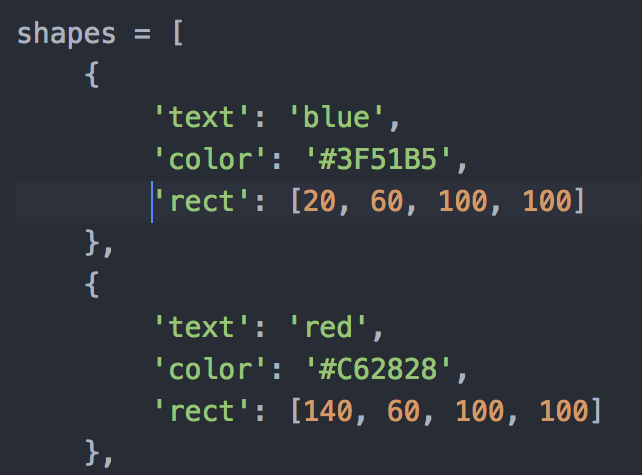 shapes = [
    {
        'text': 'blue',
        'color': '#3F51B5',
        'rect': [20, 60, 100, 100]
    },
    {
        'text': 'red',
        'color': '#C62828',
        'rect': [140, 60, 100, 100]
    },